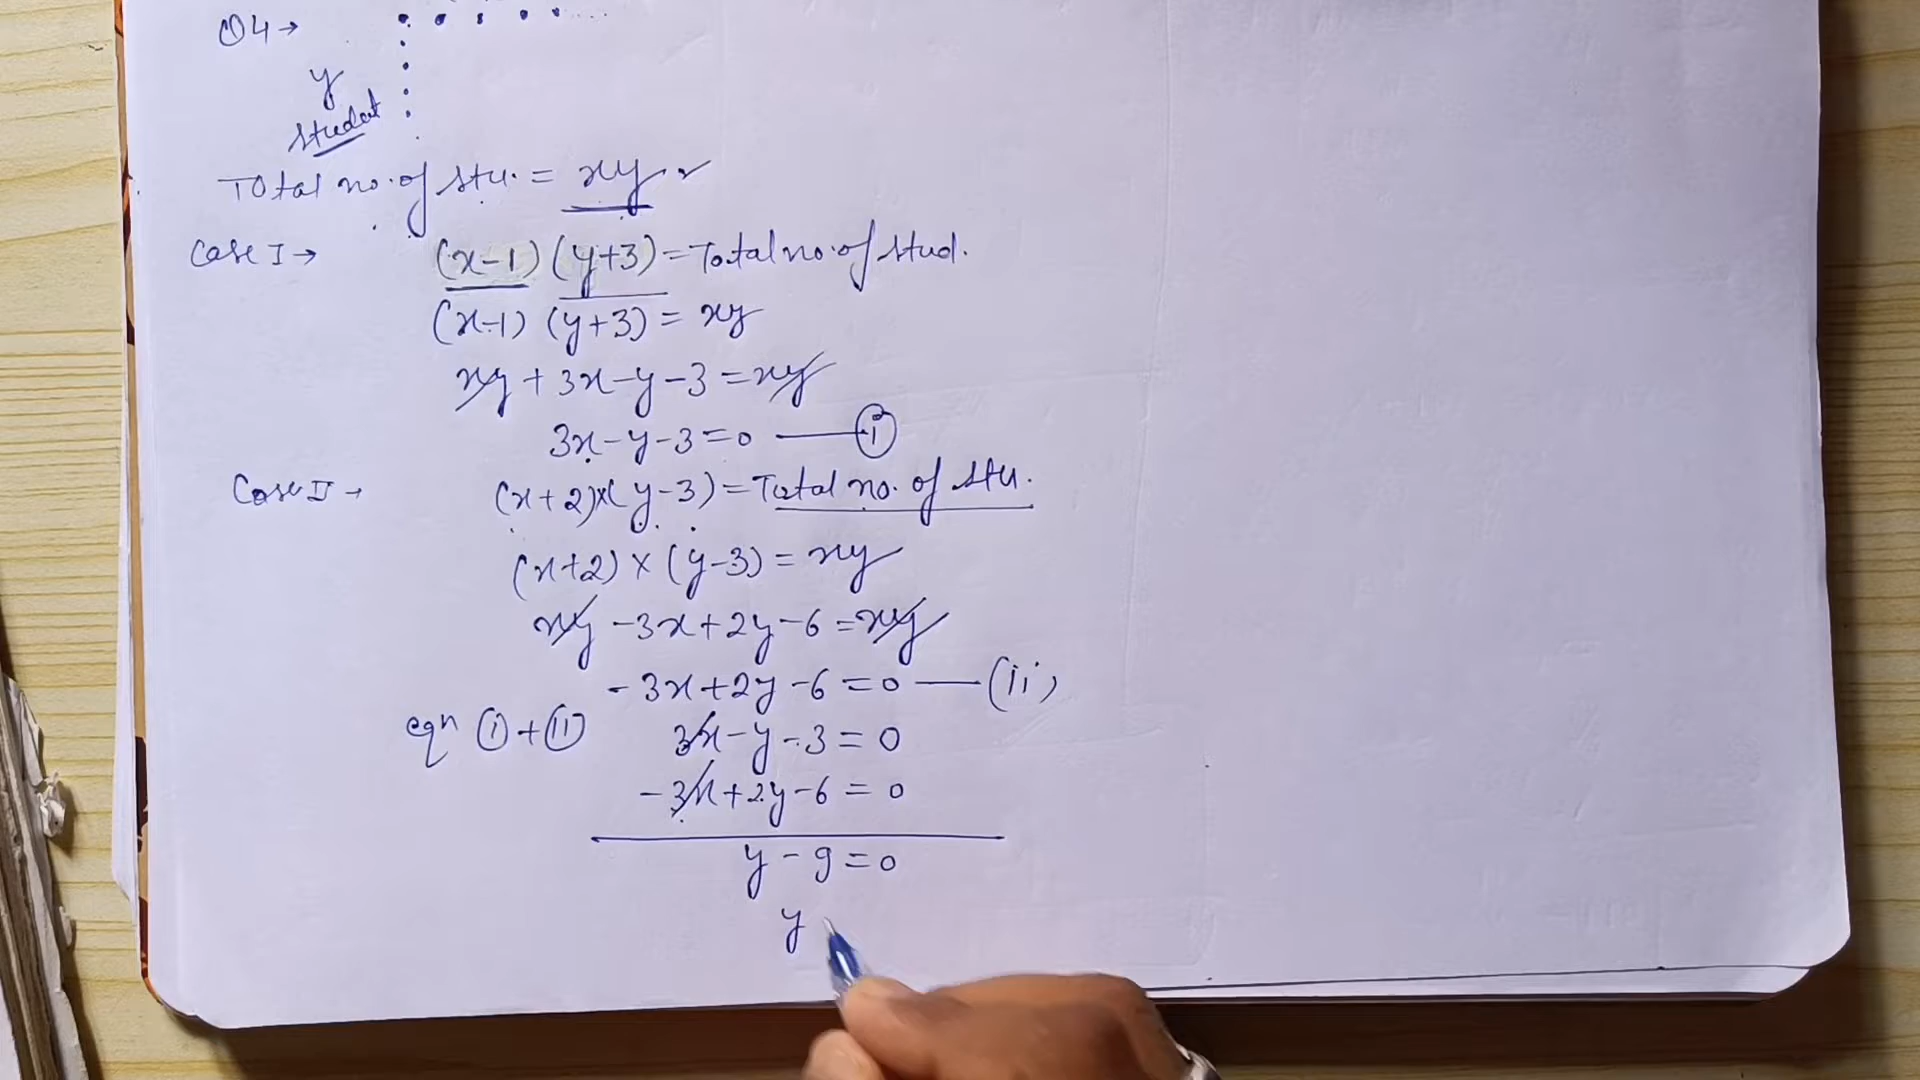 Q4→
y
student
Total no. of stu. = xy
Case I → (x-1) (y+3) = Total no. of stud.
(x-1) (y+3) = xy
xy + 3x - y - 3 = xy
3x - y - 3 = 0 — (i)
Case II → (x+2)×(y-3) = Total no. of stu.
(x+2) × (y-3) = xy
xy - 3x + 2y - 6 = xy
- 3x + 2y - 6 = 0 — (ii)
eqn (i) + (ii) 3x - y - 3 = 0
- 3x + 2y - 6 = 0
y - 9 = 0
y